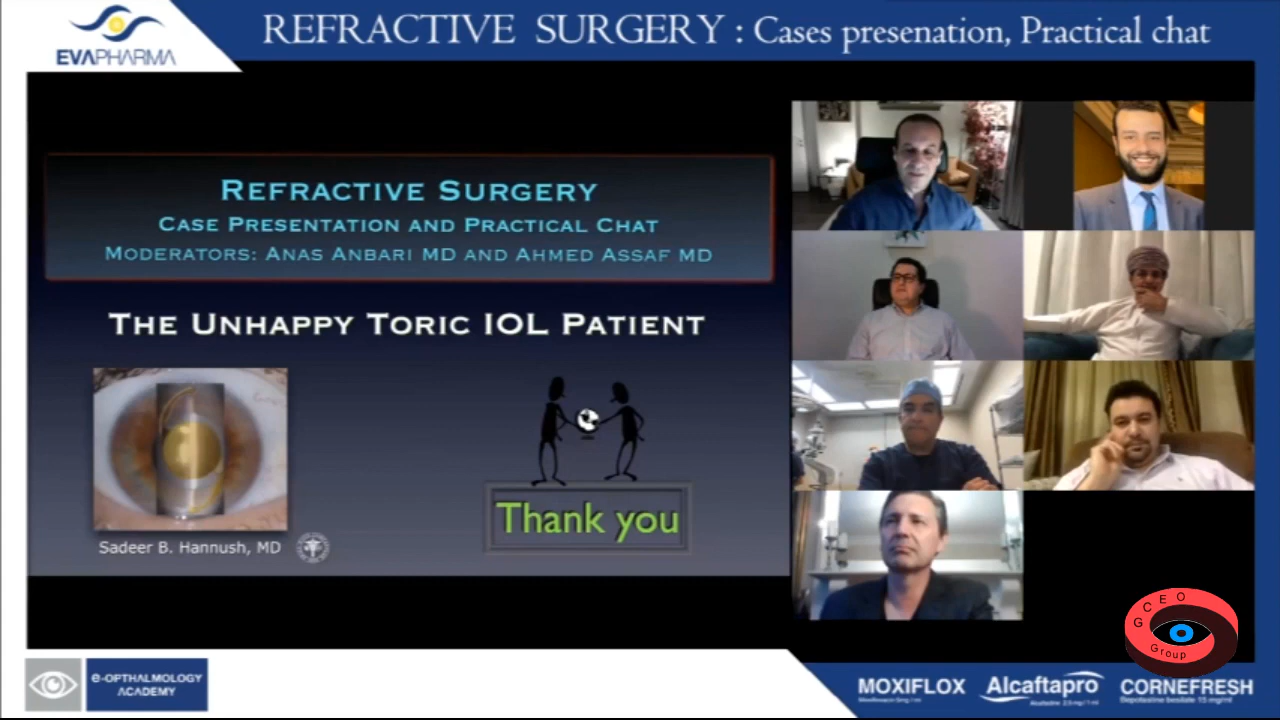 EVAPHARMA
REFRACTIVE SURGERY : Cases presenation, Practical chat
REFRACTIVE SURGERY
CASE PRESENTATION AND PRACTICAL CHAT
MODERATORS: ANAS ANBARI MD AND AHMED ASSAF MD
THE UNHAPPY TORIC IOL PATIENT
Thank you
Sadeer B. Hannush, MD
GCEO
Group
e-OPTHALMOLOGY
ACADEMY
MOXIFLOX
Alcaftapro
CORNEFRESH